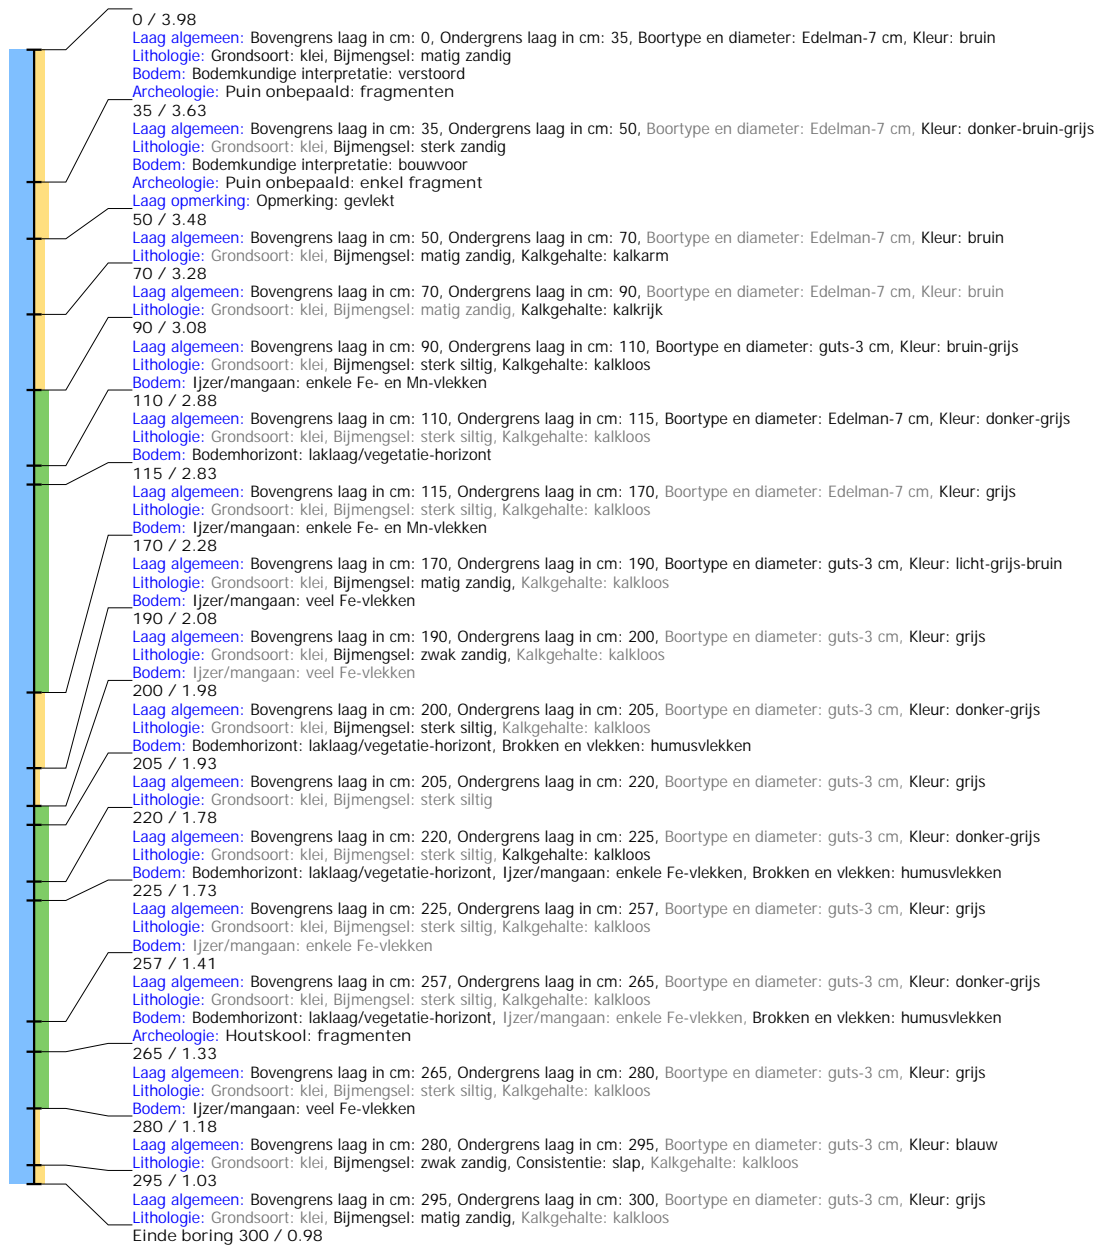 0 / 3.98
Laag algemeen: Bovengrens laag in cm: 0, Ondergrens laag in cm: 35, Boortype en diameter: Edelman-7 cm, Kleur: bruin
Lithologie: Grondsoort: klei, Bijmengsel: matig zandig
Bodem: Bodemkundige interpretatie: verstoord
Archeologie: Puin onbepaald: fragmenten
35 / 3.63
Laag algemeen: Bovengrens laag in cm: 35, Ondergrens laag in cm: 50, Boortype en diameter: Edelman-7 cm, Kleur: donker-bruin-grijs
Lithologie: Grondsoort: klei, Bijmengsel: sterk zandig
Bodem: Bodemkundige interpretatie: bouwvoor
Archeologie: Puin onbepaald: enkel fragment
Laag opmerking: Opmerking: gevlekt
50 / 3.48
Laag algemeen: Bovengrens laag in cm: 50, Ondergrens laag in cm: 70, Boortype en diameter: Edelman-7 cm, Kleur: bruin
Lithologie: Grondsoort: klei, Bijmengsel: matig zandig, Kalkgehalte: kalkarm
70 / 3.28
Laag algemeen: Bovengrens laag in cm: 70, Ondergrens laag in cm: 90, Boortype en diameter: Edelman-7 cm, Kleur: bruin
Lithologie: Grondsoort: klei, Bijmengsel: matig zandig, Kalkgehalte: kalkrijk
90 / 3.08
Laag algemeen: Bovengrens laag in cm: 90, Ondergrens laag in cm: 110, Boortype en diameter: guts-3 cm, Kleur: bruin-grijs
Lithologie: Grondsoort: klei, Bijmengsel: sterk siltig, Kalkgehalte: kalkloos
Bodem: Ijzer/mangaan: enkele Fe- en Mn-vlekken
110 / 2.88
Laag algemeen: Bovengrens laag in cm: 110, Ondergrens laag in cm: 115, Boortype en diameter: Edelman-7 cm, Kleur: donker-grijs
Lithologie: Grondsoort: klei, Bijmengsel: sterk siltig, Kalkgehalte: kalkloos
Bodem: Bodemhorizont: laklaag/vegetatie-horizont
115 / 2.83
Laag algemeen: Bovengrens laag in cm: 115, Ondergrens laag in cm: 170, Boortype en diameter: Edelman-7 cm, Kleur: grijs
Lithologie: Grondsoort: klei, Bijmengsel: sterk siltig, Kalkgehalte: kalkloos
Bodem: Ijzer/mangaan: enkele Fe- en Mn-vlekken
170 / 2.28
Laag algemeen: Bovengrens laag in cm: 170, Ondergrens laag in cm: 190, Boortype en diameter: guts-3 cm, Kleur: licht-grijs-bruin
Lithologie: Grondsoort: klei, Bijmengsel: matig zandig, Kalkgehalte: kalkloos
Bodem: Ijzer/mangaan: veel Fe-vlekken
190 / 2.08
Laag algemeen: Bovengrens laag in cm: 190, Ondergrens laag in cm: 200, Boortype en diameter: guts-3 cm, Kleur: grijs
Lithologie: Grondsoort: klei, Bijmengsel: zwak zandig, Kalkgehalte: kalkloos
Bodem: Ijzer/mangaan: veel Fe-vlekken
200 / 1.98
Laag algemeen: Bovengrens laag in cm: 200, Ondergrens laag in cm: 205, Boortype en diameter: guts-3 cm, Kleur: donker-grijs
Lithologie: Grondsoort: klei, Bijmengsel: sterk siltig, Kalkgehalte: kalkloos
Bodem: Bodemhorizont: laklaag/vegetatie-horizont, Brokken en vlekken: humusvlekken
205 / 1.93
Laag algemeen: Bovengrens laag in cm: 205, Ondergrens laag in cm: 220, Boortype en diameter: guts-3 cm, Kleur: grijs
Lithologie: Grondsoort: klei, Bijmengsel: sterk siltig
220 / 1.78
Laag algemeen: Bovengrens laag in cm: 220, Ondergrens laag in cm: 225, Boortype en diameter: guts-3 cm, Kleur: donker-grijs
Lithologie: Grondsoort: klei, Bijmengsel: sterk siltig, Kalkgehalte: kalkloos
Bodem: Bodemhorizont: laklaag/vegetatie-horizont, Ijzer/mangaan: enkele Fe-vlekken, Brokken en vlekken: humusvlekken
225 / 1.73
Laag algemeen: Bovengrens laag in cm: 225, Ondergrens laag in cm: 257, Boortype en diameter: guts-3 cm, Kleur: grijs
Lithologie: Grondsoort: klei, Bijmengsel: sterk siltig, Kalkgehalte: kalkloos
Bodem: Ijzer/mangaan: enkele Fe-vlekken
257 / 1.41
Laag algemeen: Bovengrens laag in cm: 257, Ondergrens laag in cm: 265, Boortype en diameter: guts-3 cm, Kleur: donker-grijs
Lithologie: Grondsoort: klei, Bijmengsel: sterk siltig, Kalkgehalte: kalkloos
Bodem: Bodemhorizont: laklaag/vegetatie-horizont, Ijzer/mangaan: enkele Fe-vlekken, Brokken en vlekken: humusvlekken
Archeologie: Houtskool: fragmenten
265 / 1.33
Laag algemeen: Bovengrens laag in cm: 265, Ondergrens laag in cm: 280, Boortype en diameter: guts-3 cm, Kleur: grijs
Lithologie: Grondsoort: klei, Bijmengsel: sterk siltig, Kalkgehalte: kalkloos
Bodem: Ijzer/mangaan: veel Fe-vlekken
280 / 1.18
Laag algemeen: Bovengrens laag in cm: 280, Ondergrens laag in cm: 295, Boortype en diameter: guts-3 cm, Kleur: blauw
Lithologie: Grondsoort: klei, Bijmengsel: zwak zandig, Consistentie: slap, Kalkgehalte: kalkloos
295 / 1.03
Laag algemeen: Bovengrens laag in cm: 295, Ondergrens laag in cm: 300, Boortype en diameter: guts-3 cm, Kleur: grijs
Lithologie: Grondsoort: klei, Bijmengsel: matig zandig, Kalkgehalte: kalkloos
Einde boring 300 / 0.98